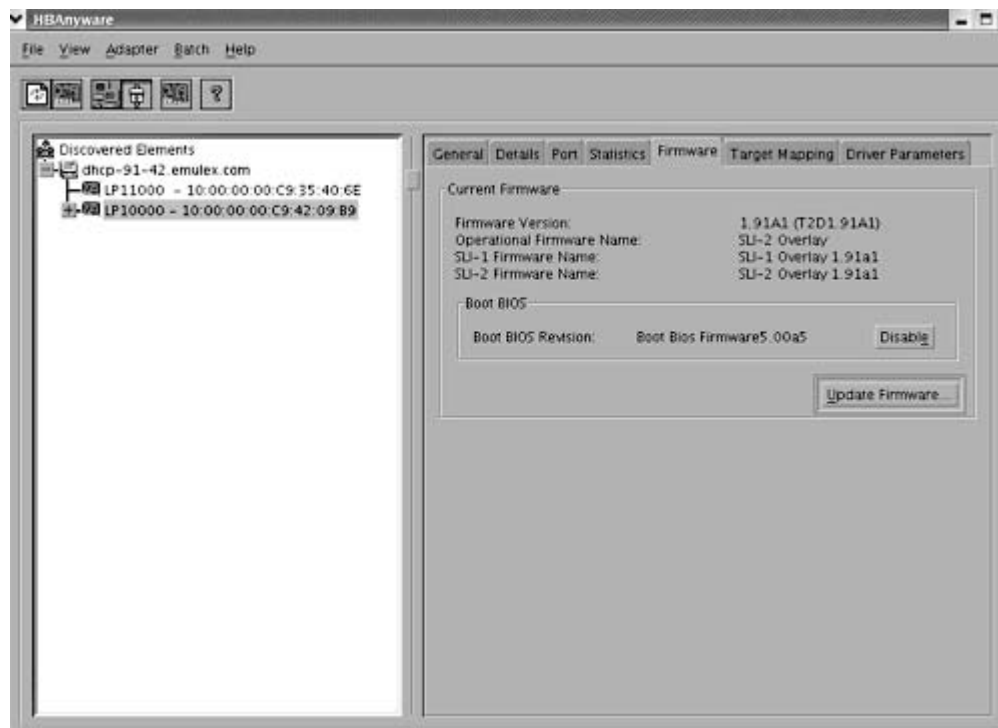 HBAnyware
File View Adapter Batch Help
?
Discovered Elements
dhcp-91-42.emulex.com
LP11000 - 10:00:00:00:C9:35:40:6E
LP10000 - 10:00:00:00:C9:42:09:B9
General Details Port Statistics Firmware Target Mapping Driver Parameters
Current Firmware
Firmware Version: 1.91A1 (T2D1.91A1)
Operational Firmware Name: SLI-2 Overlay
SLI-1 Firmware Name: SLI-1 Overlay 1.91a1
SLI-2 Firmware Name: SLI-2 Overlay 1.91a1
Boot BIOS
Boot BIOS Revision: Boot Bios Firmware5.00a5 Disable
Update Firmware...